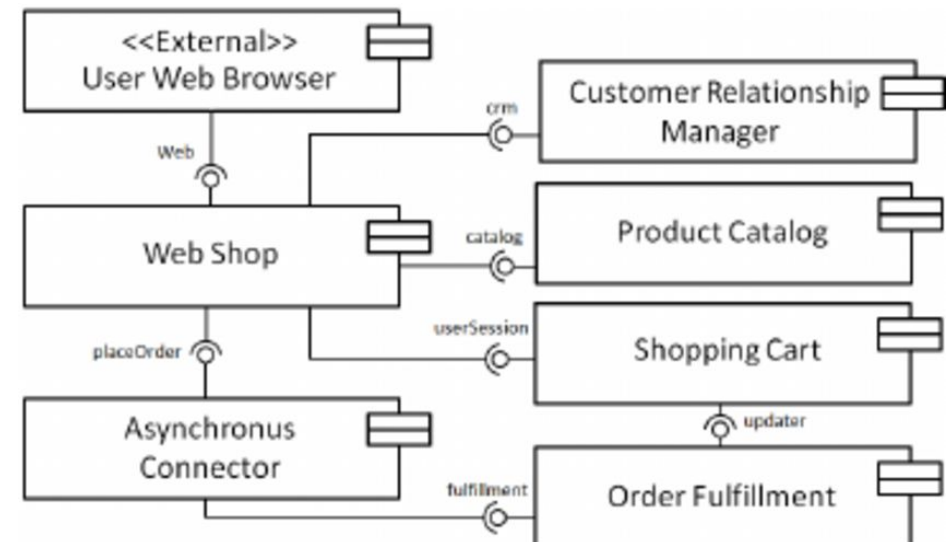 <<External>>
User Web Browser
Web
crm
Customer Relationship
Manager
Web Shop
catalog
Product Catalog
placeOrder
userSession
Shopping Cart
Asynchronus
Connector
updater
fulfillment
Order Fulfillment